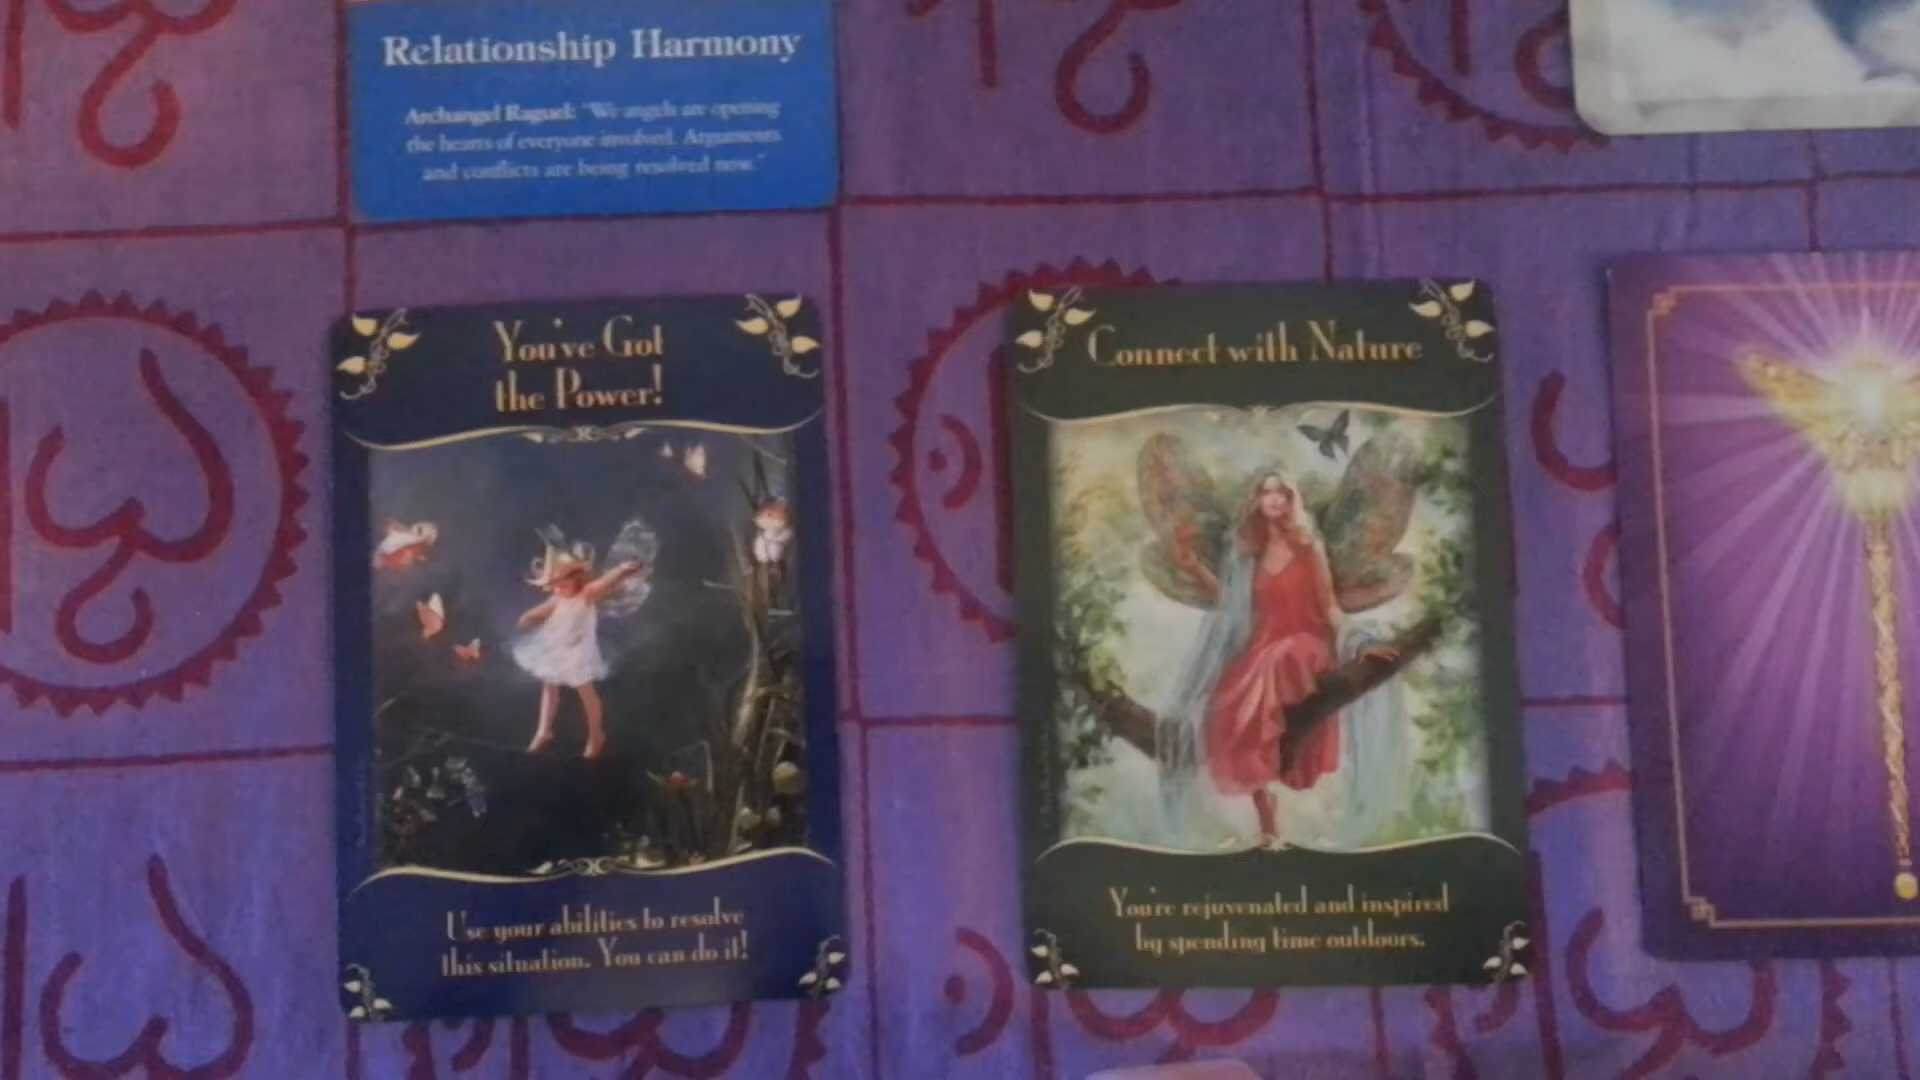 Relationship Harmony
Archangel Raguel: "We angels are opening
the hearts of everyone involved. Arguments
and conflicts are being resolved now."
You've Got
the Power!
Use your abilities to resolve
this situation. You can do it!
Connect with Nature
You're rejuvenated and inspired
by spending time outdoors.